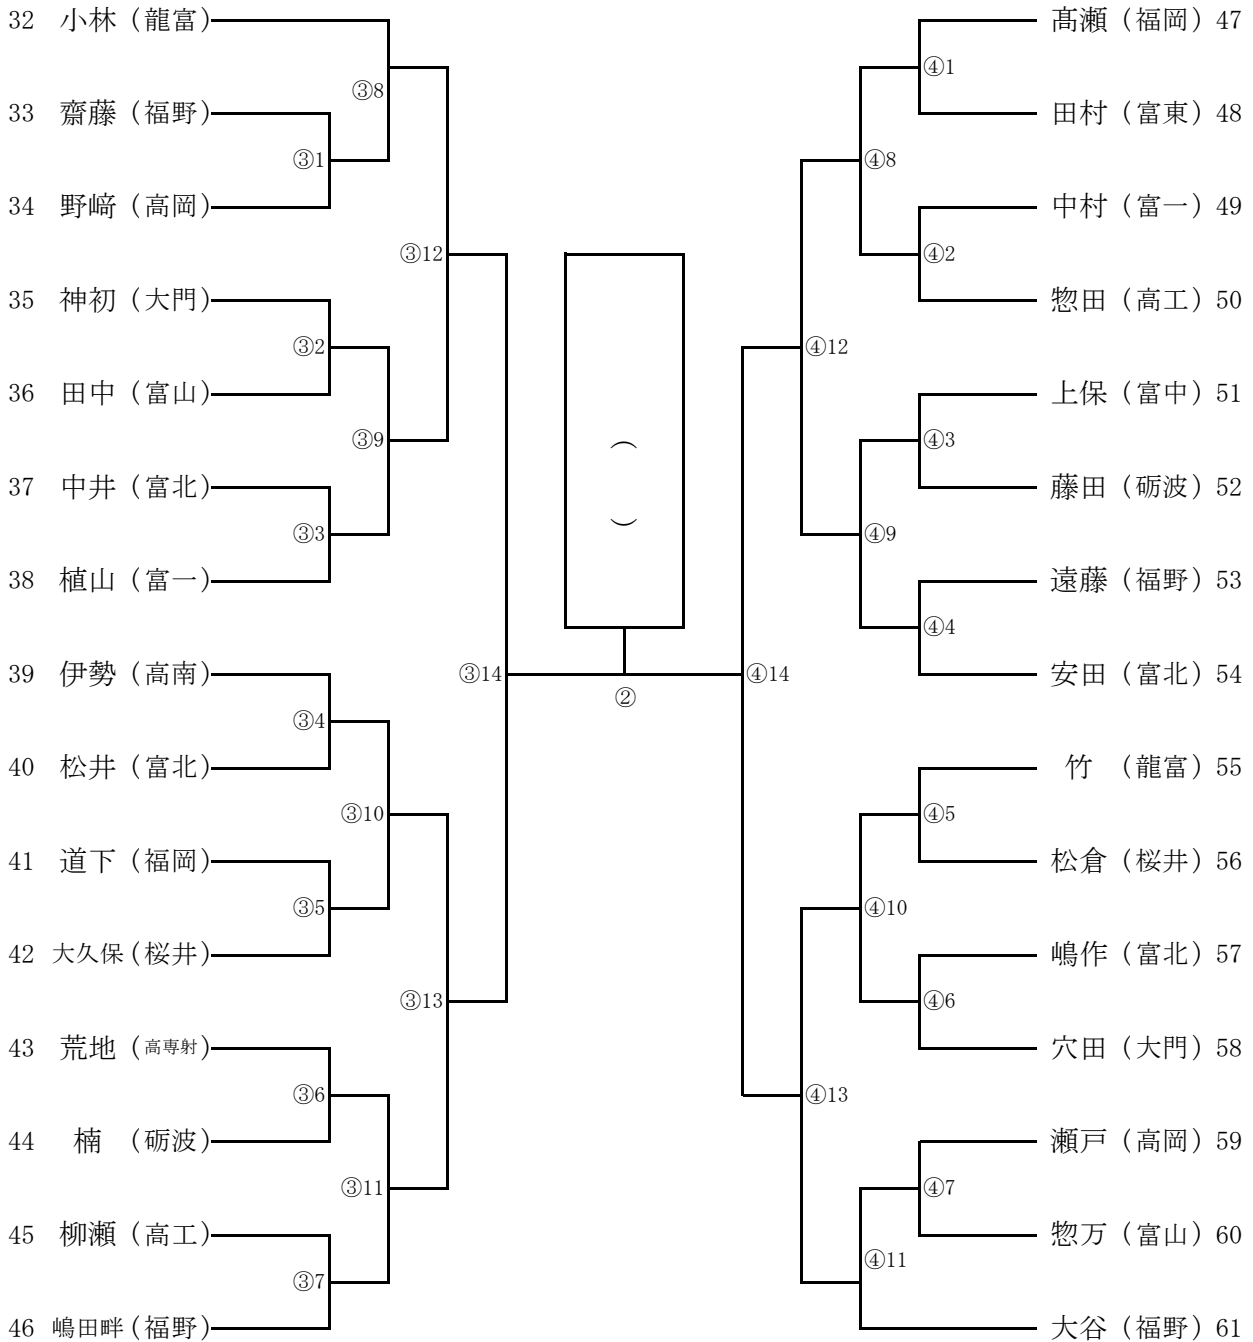 32 小林（龍富）
③8
33 齋藤（福野）
③1
34 野﨑（高岡）
③12
35 神初（大門）
③2
36 田中（富山）
③9
37 中井（富北）
③3
38 植山（富一）
39 伊勢（高南）
③14
③4
40 松井（富北）
③10
41 道下（福岡）
③5
42 大久保（桜井）
③13
43 荒地（高専射）
③6
44 楠（砺波）
③11
45 柳瀬（高工）
③7
46 嶋田畔（福野）
（ ）
②
髙瀬（福岡）47
④1
田村（富東）48
④8
中村（富一）49
④2
惣田（高工）50
④12
上保（富中）51
④3
藤田（砺波）52
④9
遠藤（福野）53
④4
安田（富北）54
④14
竹（龍富）55
④5
松倉（桜井）56
④10
嶋作（富北）57
④6
穴田（大門）58
④13
瀬戸（高岡）59
④7
惣万（富山）60
④11
大谷（福野）61